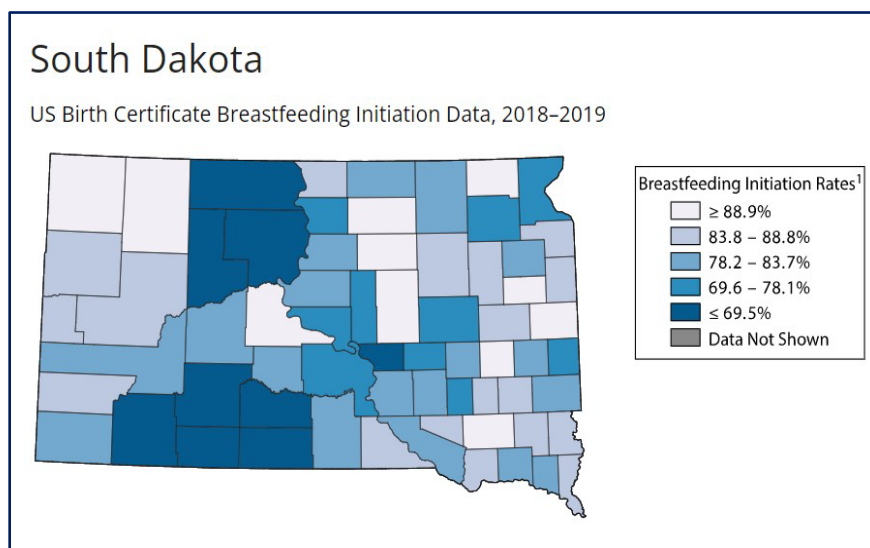 South Dakota
US Birth Certificate Breastfeeding Initiation Data, 2018–2019
Breastfeeding Initiation Rates¹
≥ 88.9%
83.8 – 88.8%
78.2 – 83.7%
69.6 – 78.1%
≤ 69.5%
Data Not Shown